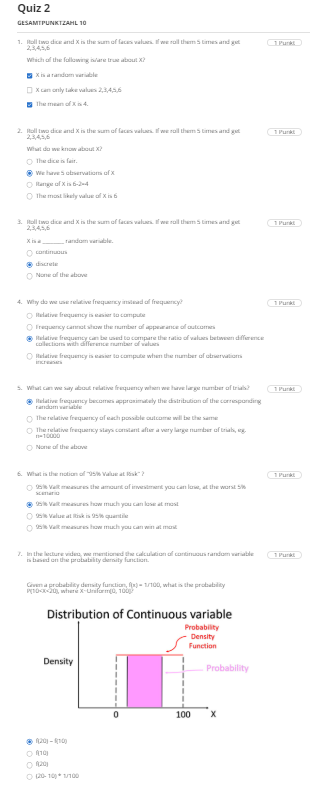 Quiz 2
GESAMTPUNKTZAHL 10
1. Roll two dice and X is the sum of faces values. If we roll them 5 times and get
2,3,4,5,6
1 Punkt
Which of the following is/are true about X?
X is a random variable
X can only take values 2,3,4,5,6
The mean of X is 4.
2. Roll two dice and X is the sum of faces values. If we roll them 5 times and get
2,3,4,5,6
1 Punkt
What do we know about X?
The dice is fair.
We have 5 observations of X
Range of X is 6-2=4
The most likely value of X is 6
3. Roll two dice and X is the sum of faces values. If we roll them 5 times and get
2,3,4,5,6
1 Punkt
X is a ______ random variable.
continuous
discrete
None of the above
4. Why do we use relative frequency instead of frequency?
1 Punkt
Relative frequency is easier to compute
Frequency cannot show the number of appearance of outcomes
Relative frequency can be used to compare the ratio of values between difference
collections with difference number of values
Relative frequency is easier to compute when the number of observations
increases
5. What can we say about relative frequency when we have large number of trials?
1 Punkt
Relative frequency becomes approximately the distribution of the corresponding
random variable
The relative frequency of each possible outcome will be the same
The relative frequency stays constant after a very large number of trials, eg.
n=10000
None of the above
6. What is the notion of "95% Value at Risk" ?
1 Punkt
95% VaR measures the amount of investment you can lose, at the worst 5%
scenario
95% VaR measures how much you can lose at most
95% Value at Risk is 95% quantile
95% VaR measures how much you can win at most
7. In the lecture video, we mentioned the calculation of continuous random variable
is based on the probability density function.
1 Punkt
Given a probability density function, f(x) = 1/100, what is the probability
P(10<X<20), where X~Uniform[0, 100]?
Distribution of Continuous variable
Probability
Density
Function
Density
Probability
0 100 X
f(20) – f(10)
f(10)
f(20)
(20- 10) * 1/100